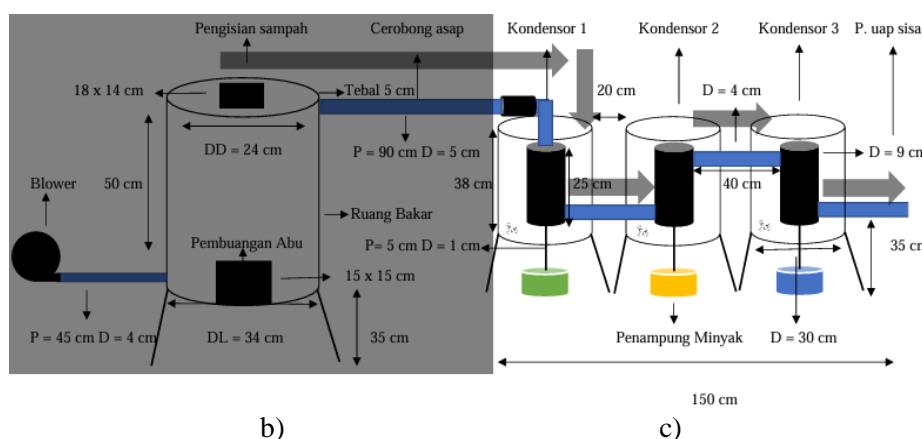 Pengisian sampah
Cerobong asap
Kondensor 1
Kondensor 2
Kondensor 3
P. uap sisa
18 x 14 cm
Tebal 5 cm
20 cm
D = 4 cm
DD = 24 cm
P = 90 cm D = 5 cm
D = 9 cm
50 cm
38 cm
25 cm
40 cm
Blower
Ruang Bakar
Pembuangan Abu
P= 5 cm D = 1 cm
35 cm
15 x 15 cm
P = 45 cm D = 4 cm
DL = 34 cm
35 cm
Penampung Minyak
D = 30 cm
150 cm
b)
c)